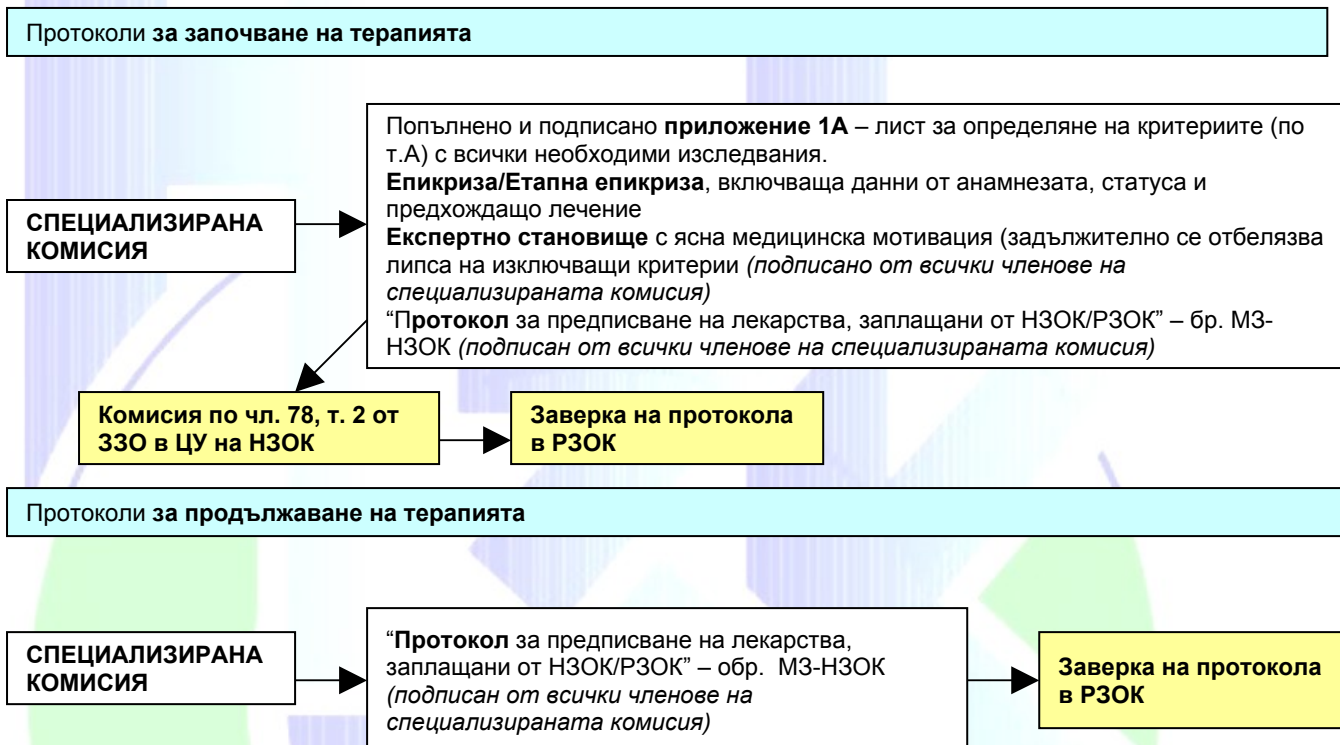 Протоколи за започване на терапията
Попълнено и подписано приложение 1А – лист за определяне на критериите (по
т.А) с всички необходими изследвания.
Епикриза/Етапна епикриза, включваща данни от анамнезата, статуса и
предхождащо лечение
Експертно становище с ясна медицинска мотивация (задължително се отбелязва
липса на изключващи критерии (подписано от всички членове на
специализираната комисия)
“Протокол за предписване на лекарства, заплащани от НЗОК/РЗОК” – бр. МЗ-
НЗОК (подписан от всички членове на специализираната комисия)
СПЕЦИАЛИЗИРАНА
КОМИСИЯ
Комисия по чл. 78, т. 2 от
ЗЗО в ЦУ на НЗОК
Заверка на протокола
в РЗОК
Протоколи за продължаване на терапията
СПЕЦИАЛИЗИРАНА
КОМИСИЯ
“Протокол за предписване на лекарства,
заплащани от НЗОК/РЗОК” – обр. МЗ-НЗОК
(подписан от всички членове на
специализираната комисия)
Заверка на протокола
в РЗОК